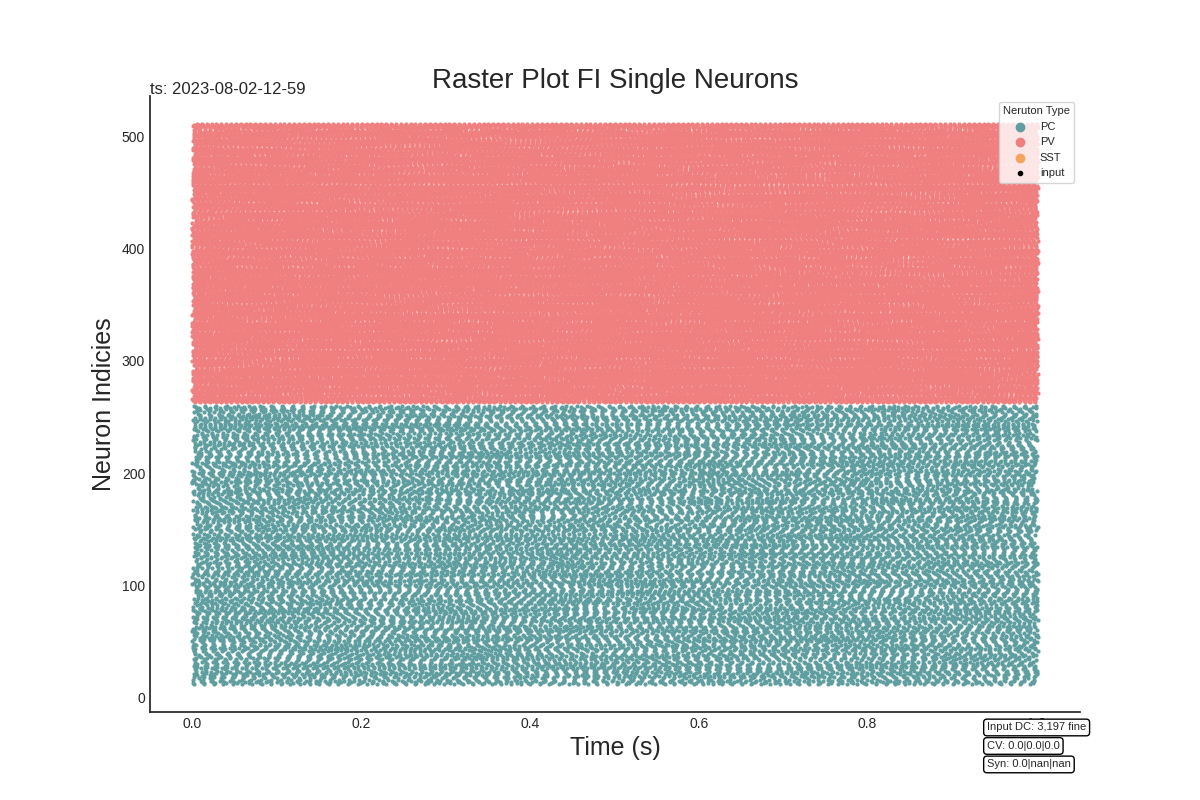 Raster Plot FI Single Neurons
ts: 2023-08-02-12-59
Neruton Type
PC
PV
SST
input
Neuron Indicies
500
400
300
200
100
0
0.0
0.2
0.4
0.6
0.8
Time (s)
Input DC: 3,197 fine
CV: 0.0|0.0|0.0
Syn: 0.0|nan|nan